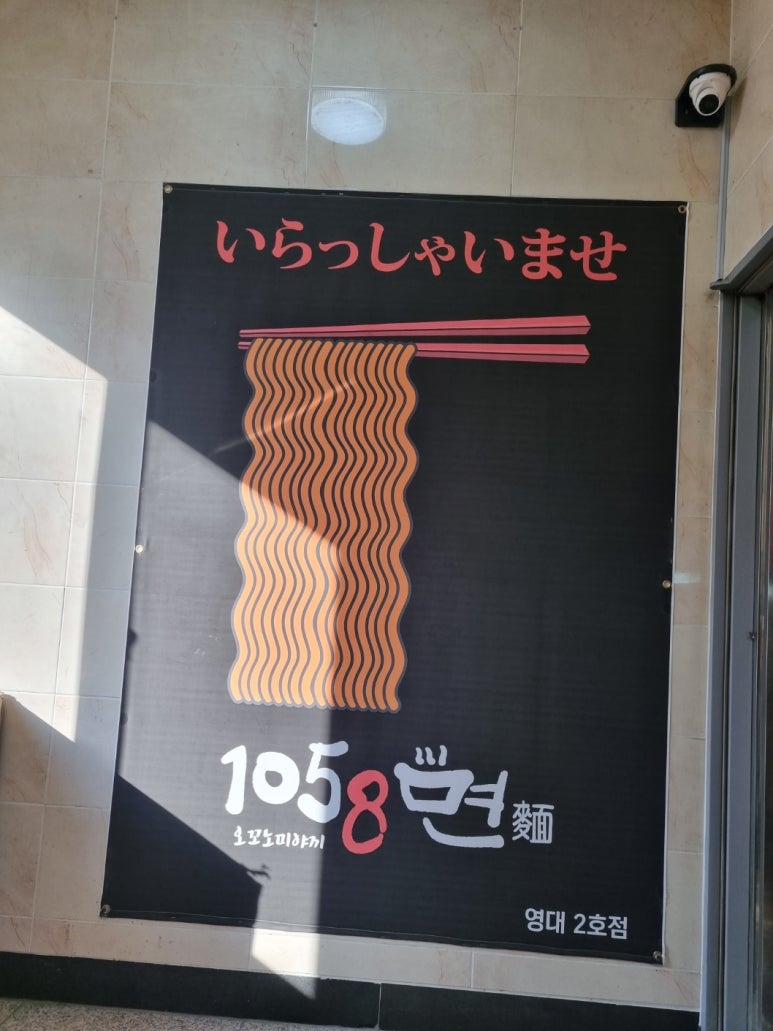 いらっしゃいませ
1058면 麵
오꼬노미야끼
영대 2호점